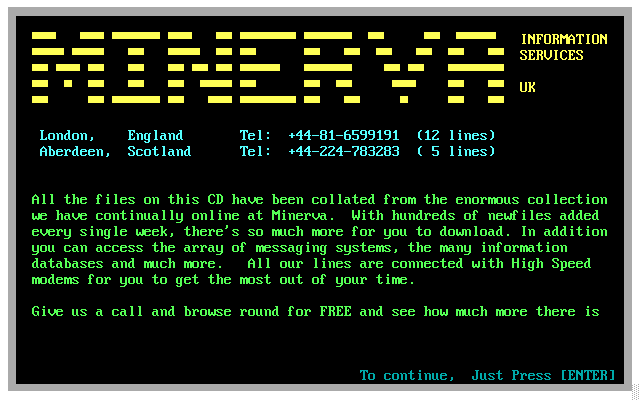 MINERVA
INFORMATION
SERVICES
UK
London,    England      Tel:  +44-81-6599191  (12 lines)
Aberdeen,  Scotland      Tel:  +44-224-783283  ( 5 lines)
All the files on this CD have been collated from the enormous collection
we have continually online at Minerva.  With hundreds of newfiles added
every single week, there's so much more for you to download. In addition
you can access the array of messaging systems, the many information
databases and much more.   All our lines are connected with High Speed
modems for you to get the most out of your time.
Give us a call and browse round for FREE and see how much more there is
To continue,  Just Press [ENTER]